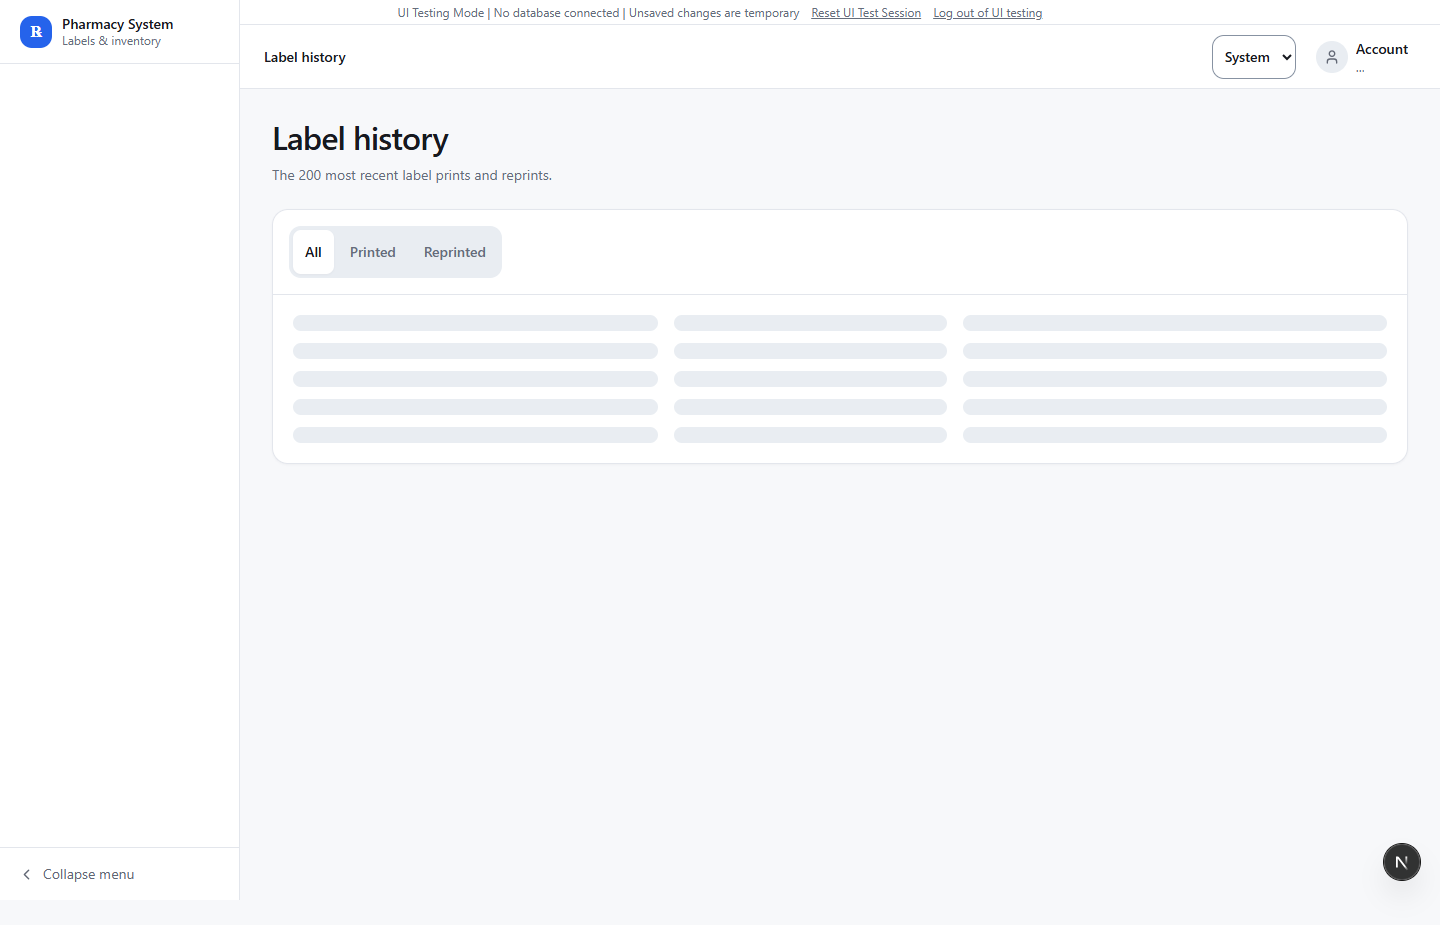 ℞
Pharmacy System
Labels & inventory
UI Testing Mode | No database connected | Unsaved changes are temporary Reset UI Test Session Log out of UI testing
Label history
System
Account
...
Label history
The 200 most recent label prints and reprints.
All Printed Reprinted
Collapse menu
N